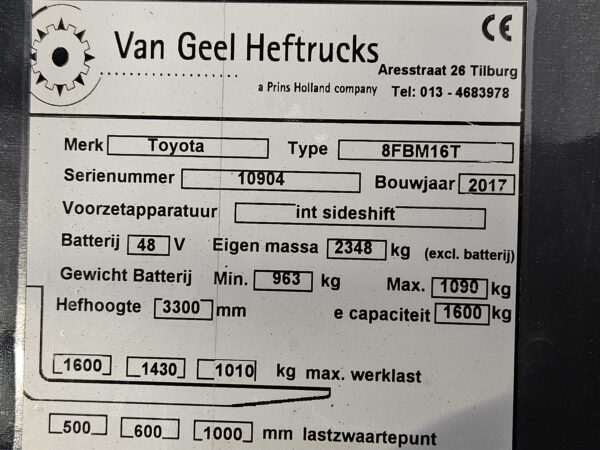 CE
Van Geel Heftrucks
Aresstraat 26 Tilburg
a Prins Holland company Tel: 013 - 4683978
Merk Toyota Type 8FBM16T
Serienummer 10904 Bouwjaar 2017
Voorzetapparatuur int sideshift
Batterij 48 V Eigen massa 2348 kg (excl. batterij)
Gewicht Batterij Min. 963 kg Max. 1090 kg
Hefhoogte 3300 mm e capaciteit 1600 kg
1600 1430 1010 kg max. werklast
500 600 1000 mm lastzwaartepunt